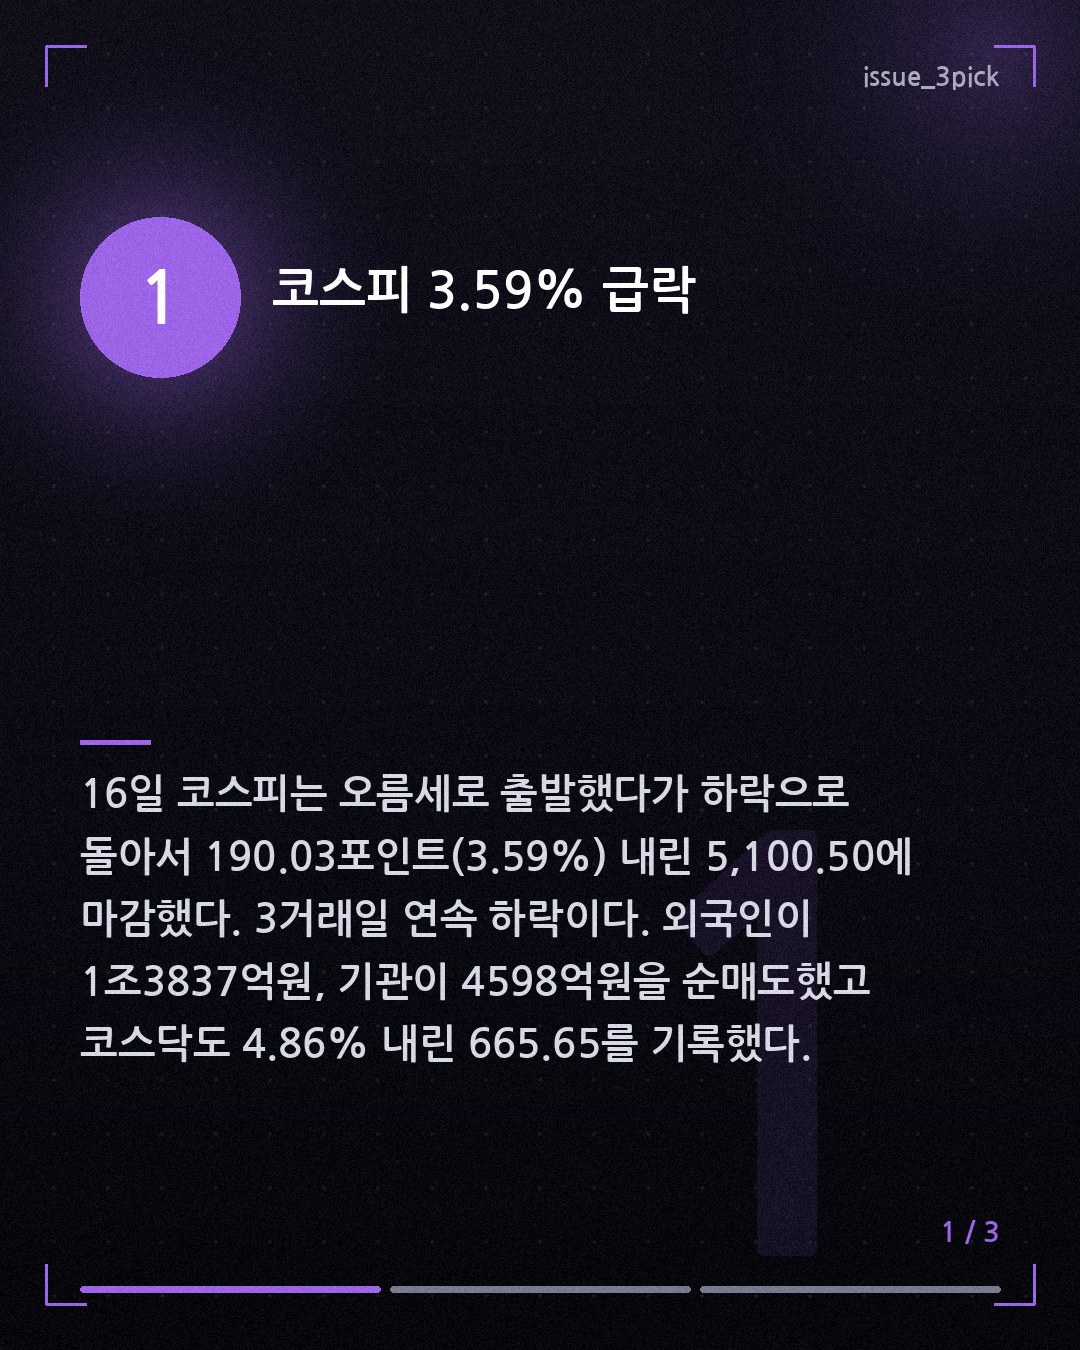 issue_3pick
1
코스피 3.59% 급락
16일 코스피는 오름세로 출발했다가 하락으로
돌아서 190.03포인트(3.59%) 내린 5,100.50에
마감했다. 3거래일 연속 하락이다. 외국인이
1조3837억원, 기관이 4598억원을 순매도했고
코스닥도 4.86% 내린 665.65를 기록했다.
1
1 / 3